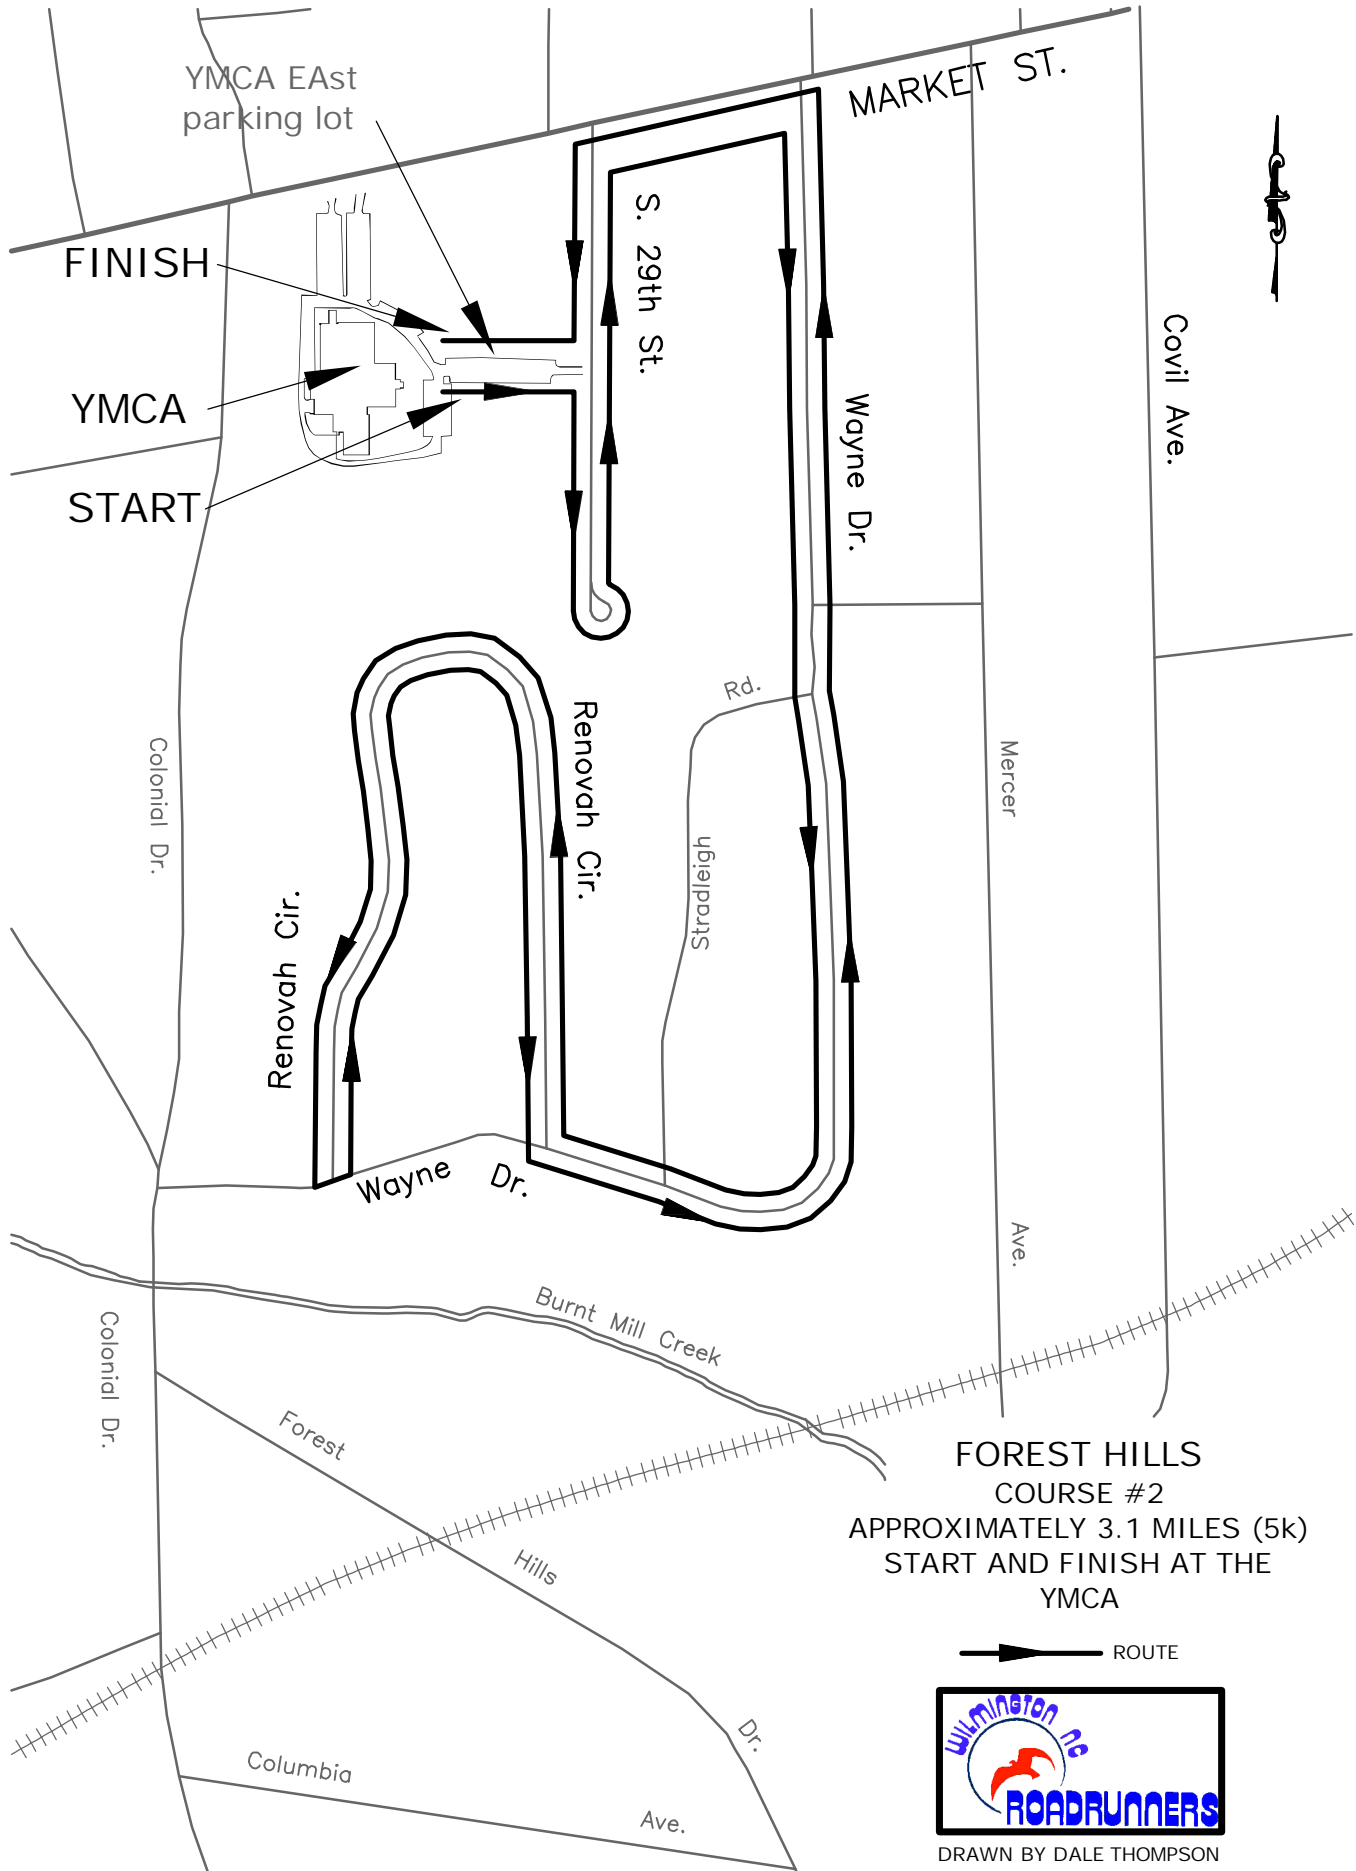 YMCA EAst
parking lot
MARKET ST.
FINISH
S. 29th St.
YMCA
START
Wayne Dr.
Covil Ave.
Rd.
Renovah Cir.
Colonial Dr.
Mercer
Stradleigh
Renovah Cir.
Wayne Dr.
Ave.
Burnt Mill Creek
Colonial Dr.
Forest
Hills
Dr.
Columbia
Ave.
FOREST HILLS
COURSE #2
APPROXIMATELY 3.1 MILES (5k)
START AND FINISH AT THE
YMCA
ROUTE
WILMINGTON NC
ROADRUNNERS
DRAWN BY DALE THOMPSON